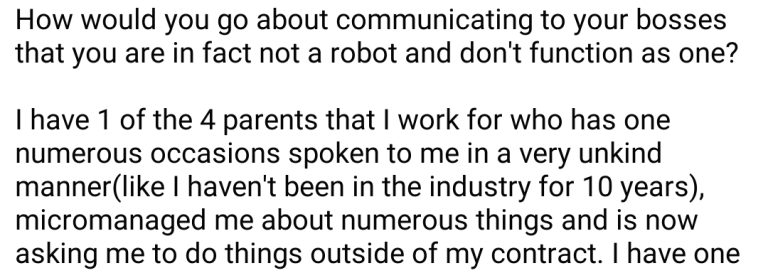 How would you go about communicating to your bosses
that you are in fact not a robot and don't function as one?
I have 1 of the 4 parents that I work for who has one
numerous occasions spoken to me in a very unkind
manner(like I haven't been in the industry for 10 years),
micromanaged me about numerous things and is now
asking me to do things outside of my contract. I have one